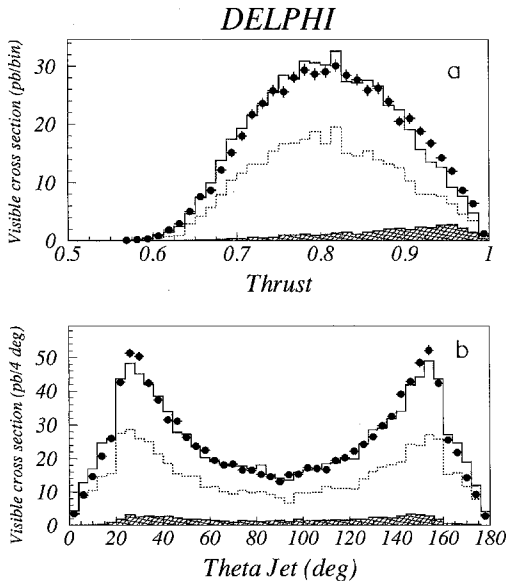 DELPHI
Visible cross section (pb/bin)
30
20
10
0
a
0.5 0.6 0.7 0.8 0.9 1
Thrust
Visible cross section (pb/4 deg)
50
40
30
20
10
0
b
0 20 40 60 80 100 120 140 160 180
Theta Jet (deg)